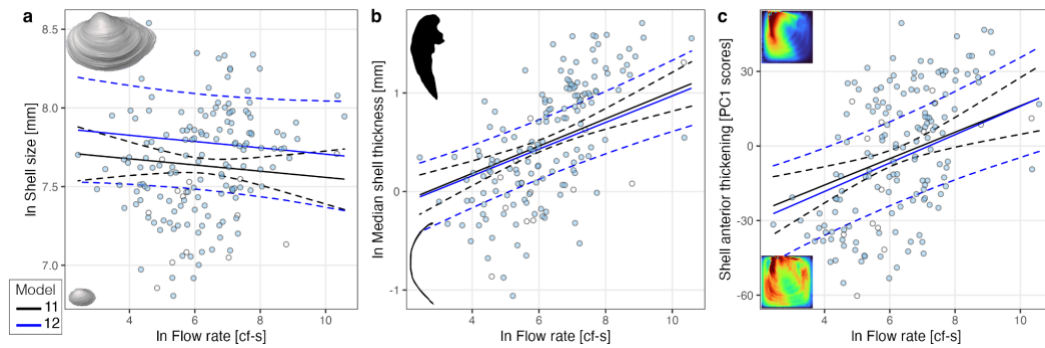 a
b
c
8.5
8.0
7.5
7.0
ln Shell size [mm]
4
6
8
10
ln Flow rate [cf-s]
1
0
-1
ln Median shell thickness [mm]
4
6
8
10
ln Flow rate [cf-s]
30
0
-30
-60
Shell anterior thickening [PC1 scores]
4
6
8
10
ln Flow rate [cf-s]
Model
11
12